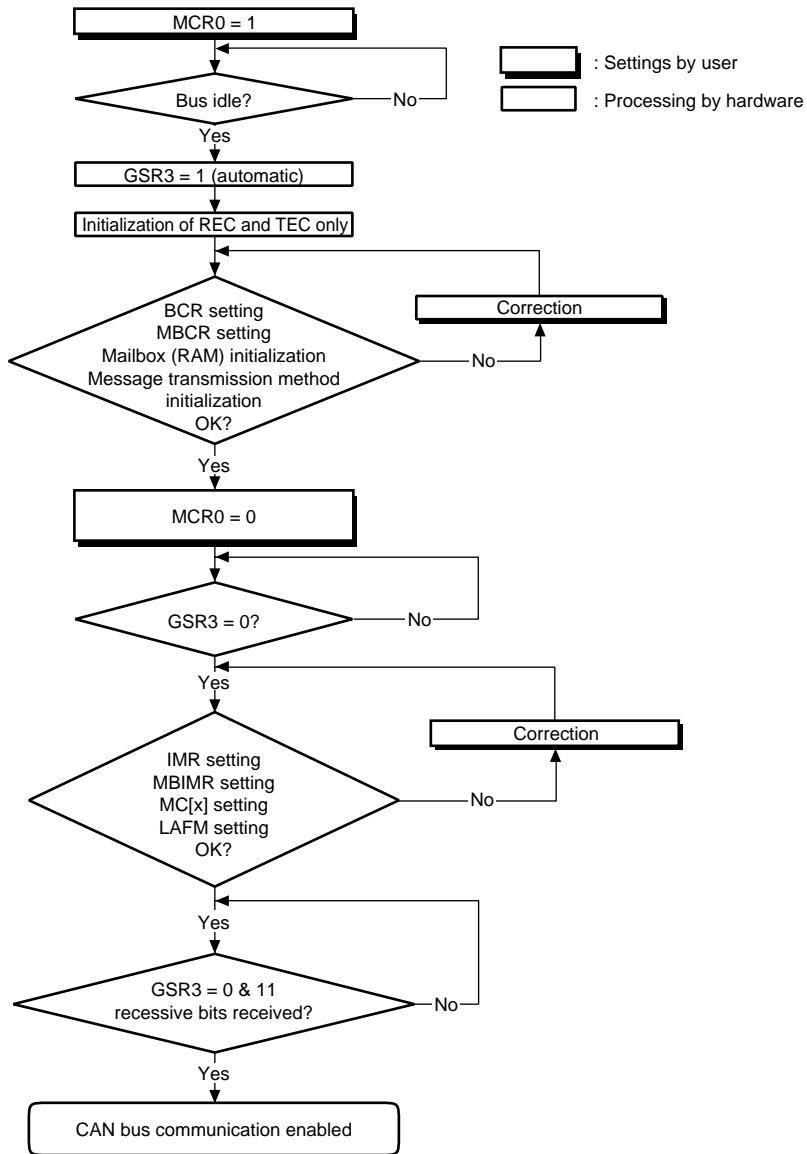 MCR0 = 1
: Settings by user
: Processing by hardware
Bus idle?
No
Yes
GSR3 = 1 (automatic)
Initialization of REC and TEC only
BCR setting
MBCR setting
Mailbox (RAM) initialization
Message transmission method
initialization
OK?
Correction
No
Yes
MCR0 = 0
GSR3 = 0?
No
Yes
IMR setting
MBIMR setting
MC[x] setting
LAFM setting
OK?
Correction
No
Yes
GSR3 = 0 & 11
recessive bits received?
No
Yes
CAN bus communication enabled